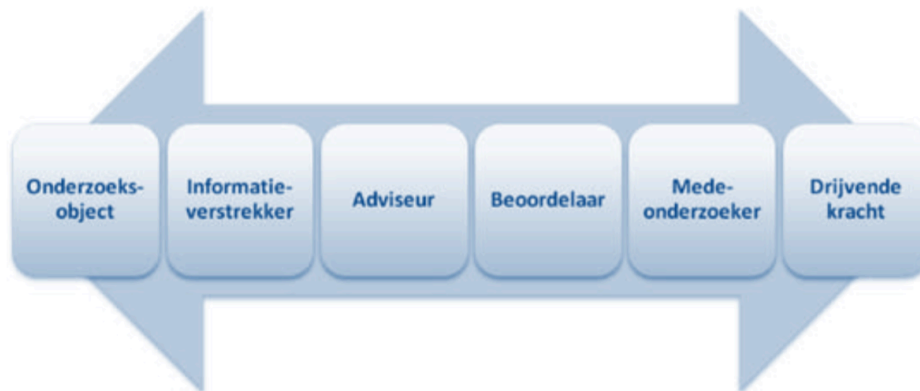 Onderzoeks-
object
Informatie-
verstrekker
Adviseur
Beoordelaar
Mede-
onderzoeker
Drijvende
kracht